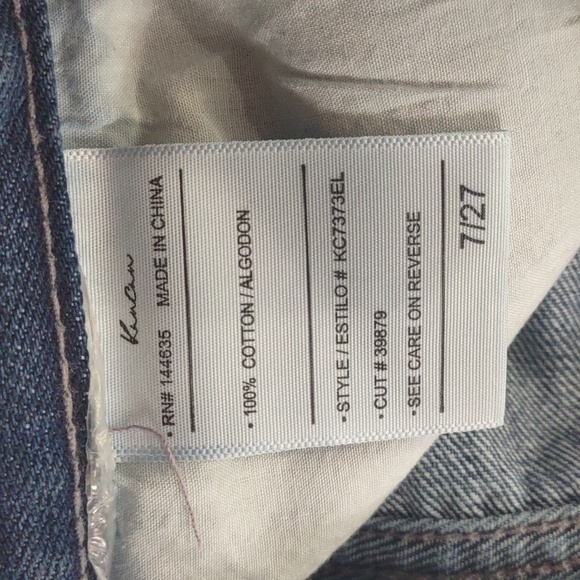 Kancan
• RN# 144635 MADE IN CHINA
• 100% COTTON / ALGODON
• STYLE / ESTILO # KC7373EL
• CUT # 39879
• SEE CARE ON REVERSE
7/27